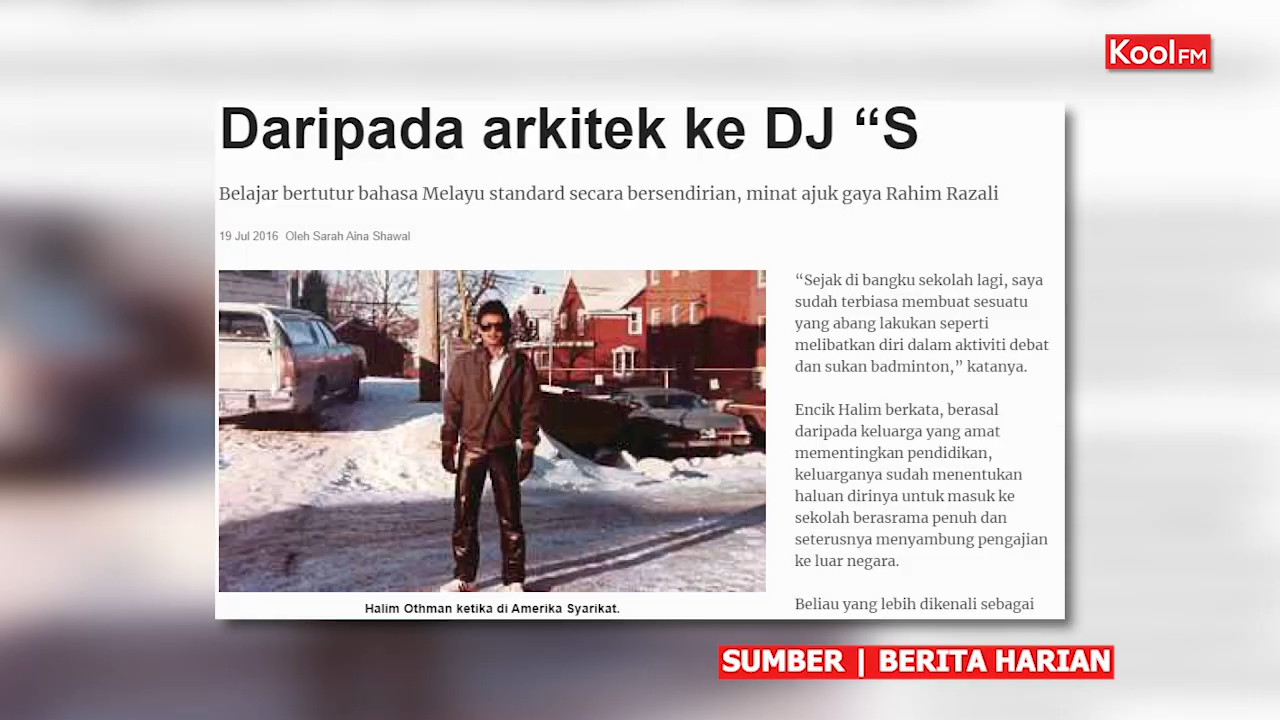 Kool FM
Daripada arkitek ke DJ “S
Belajar bertutur bahasa Melayu standard secara bersendirian, minat ajuk gaya Rahim Razali
19 Jul 2016 Oleh Sarah Aina Shawal
“Sejak di bangku sekolah lagi, saya
sudah terbiasa membuat sesuatu
yang abang lakukan seperti
melibatkan diri dalam aktiviti debat
dan sukan badminton,” katanya.
Encik Halim berkata, berasal
daripada keluarga yang amat
mementingkan pendidikan,
keluarganya sudah menentukan
haluan dirinya untuk masuk ke
sekolah berasrama penuh dan
seterusnya menyambung pengajian
ke luar negara.
Beliau yang lebih dikenali sebagai
Halim Othman ketika di Amerika Syarikat.
SUMBER | BERITA HARIAN